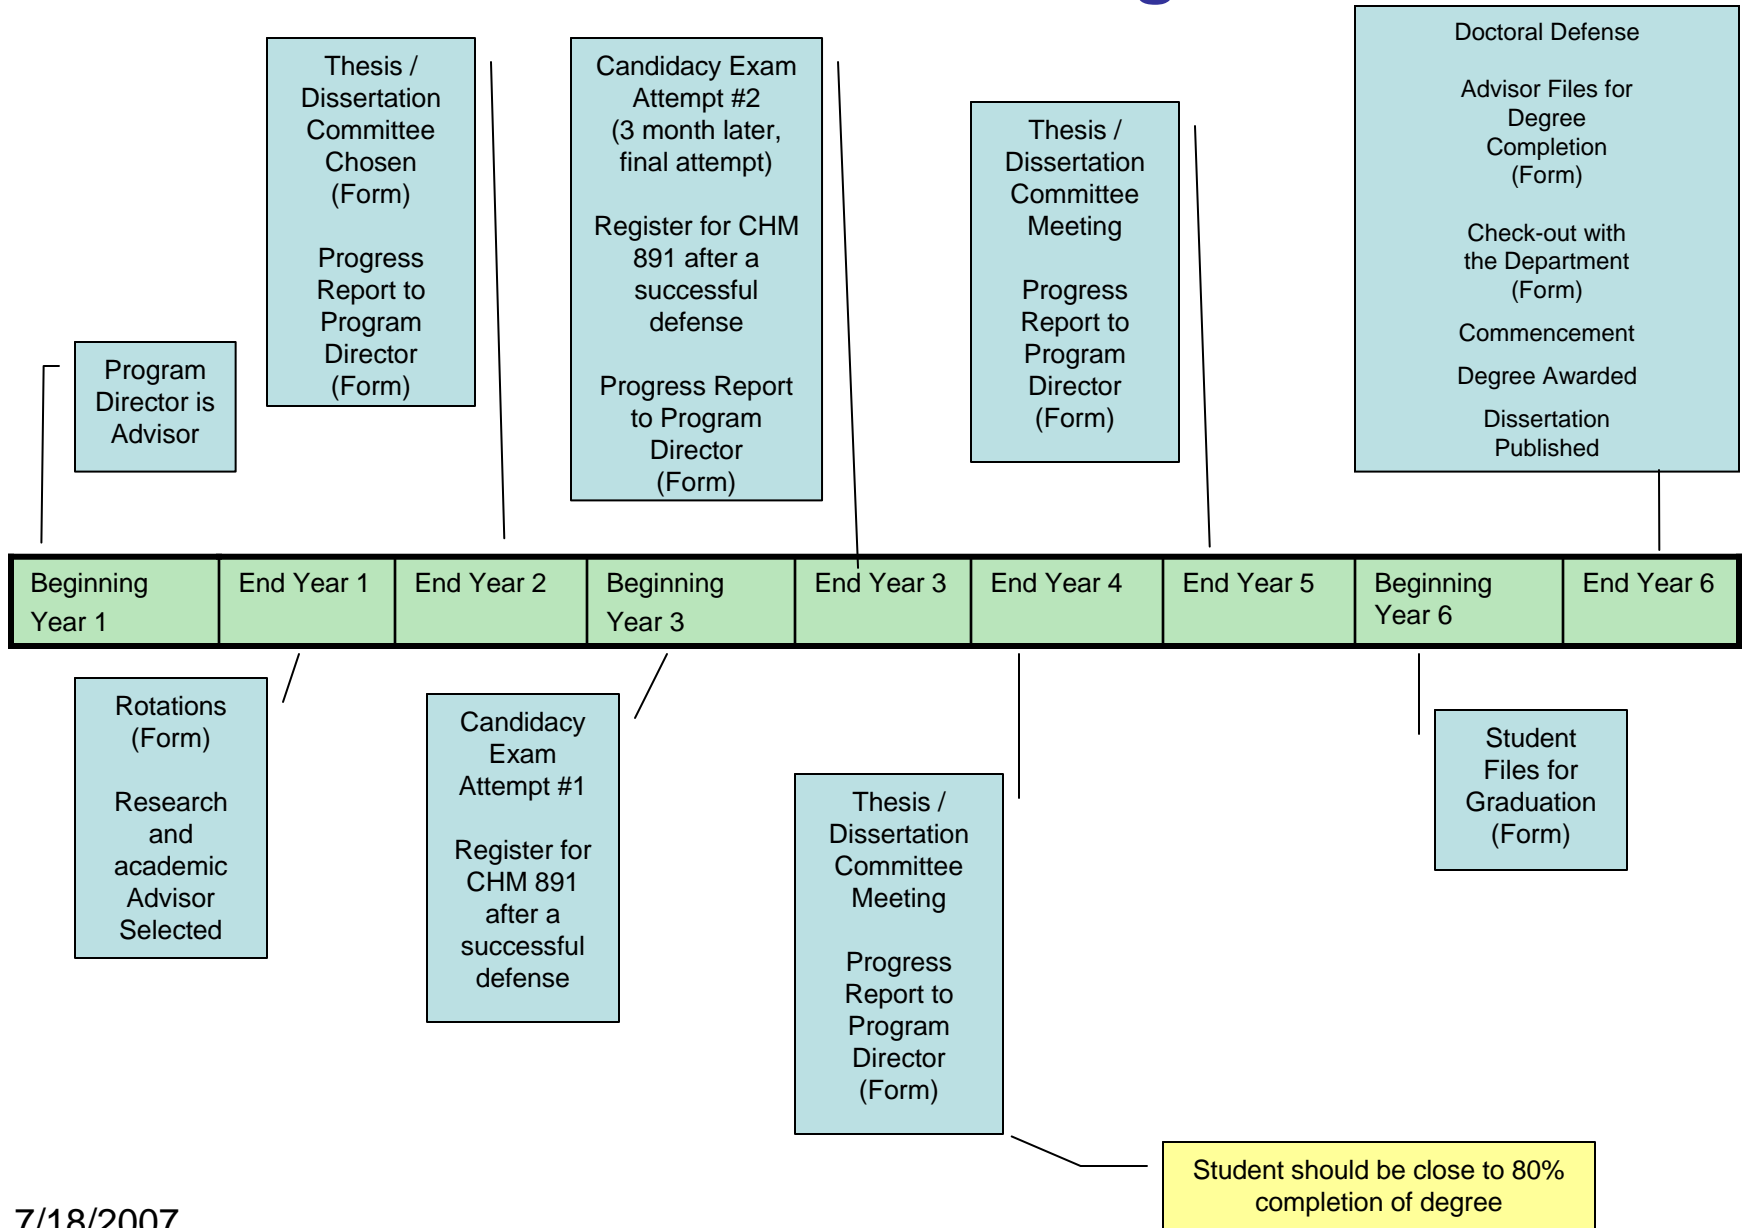 Thesis /
Dissertation
Committee
Chosen
(Form)
Progress
Report to
Program
Director
(Form)
Candidacy Exam
Attempt #2
(3 month later,
final attempt)
Register for CHM
891 after a
successful
defense
Progress Report
to Program
Director
(Form)
Thesis /
Dissertation
Committee
Meeting
Progress
Report to
Program
Director
(Form)
Doctoral Defense
Advisor Files for
Degree
Completion
(Form)
Check-out with
the Department
(Form)
Commencement
Degree Awarded
Dissertation
Published
Program
Director is
Advisor
Beginning
Year 1
End Year 1
End Year 2
Beginning
Year 3
End Year 3
End Year 4
End Year 5
Beginning
Year 6
End Year 6
Rotations
(Form)
Research
and
academic
Advisor
Selected
Candidacy
Exam
Attempt #1
Register for
CHM 891
after a
successful
defense
Thesis /
Dissertation
Committee
Meeting
Progress
Report to
Program
Director
(Form)
Student
Files for
Graduation
(Form)
Student should be close to 80%
completion of degree
7/18/2007